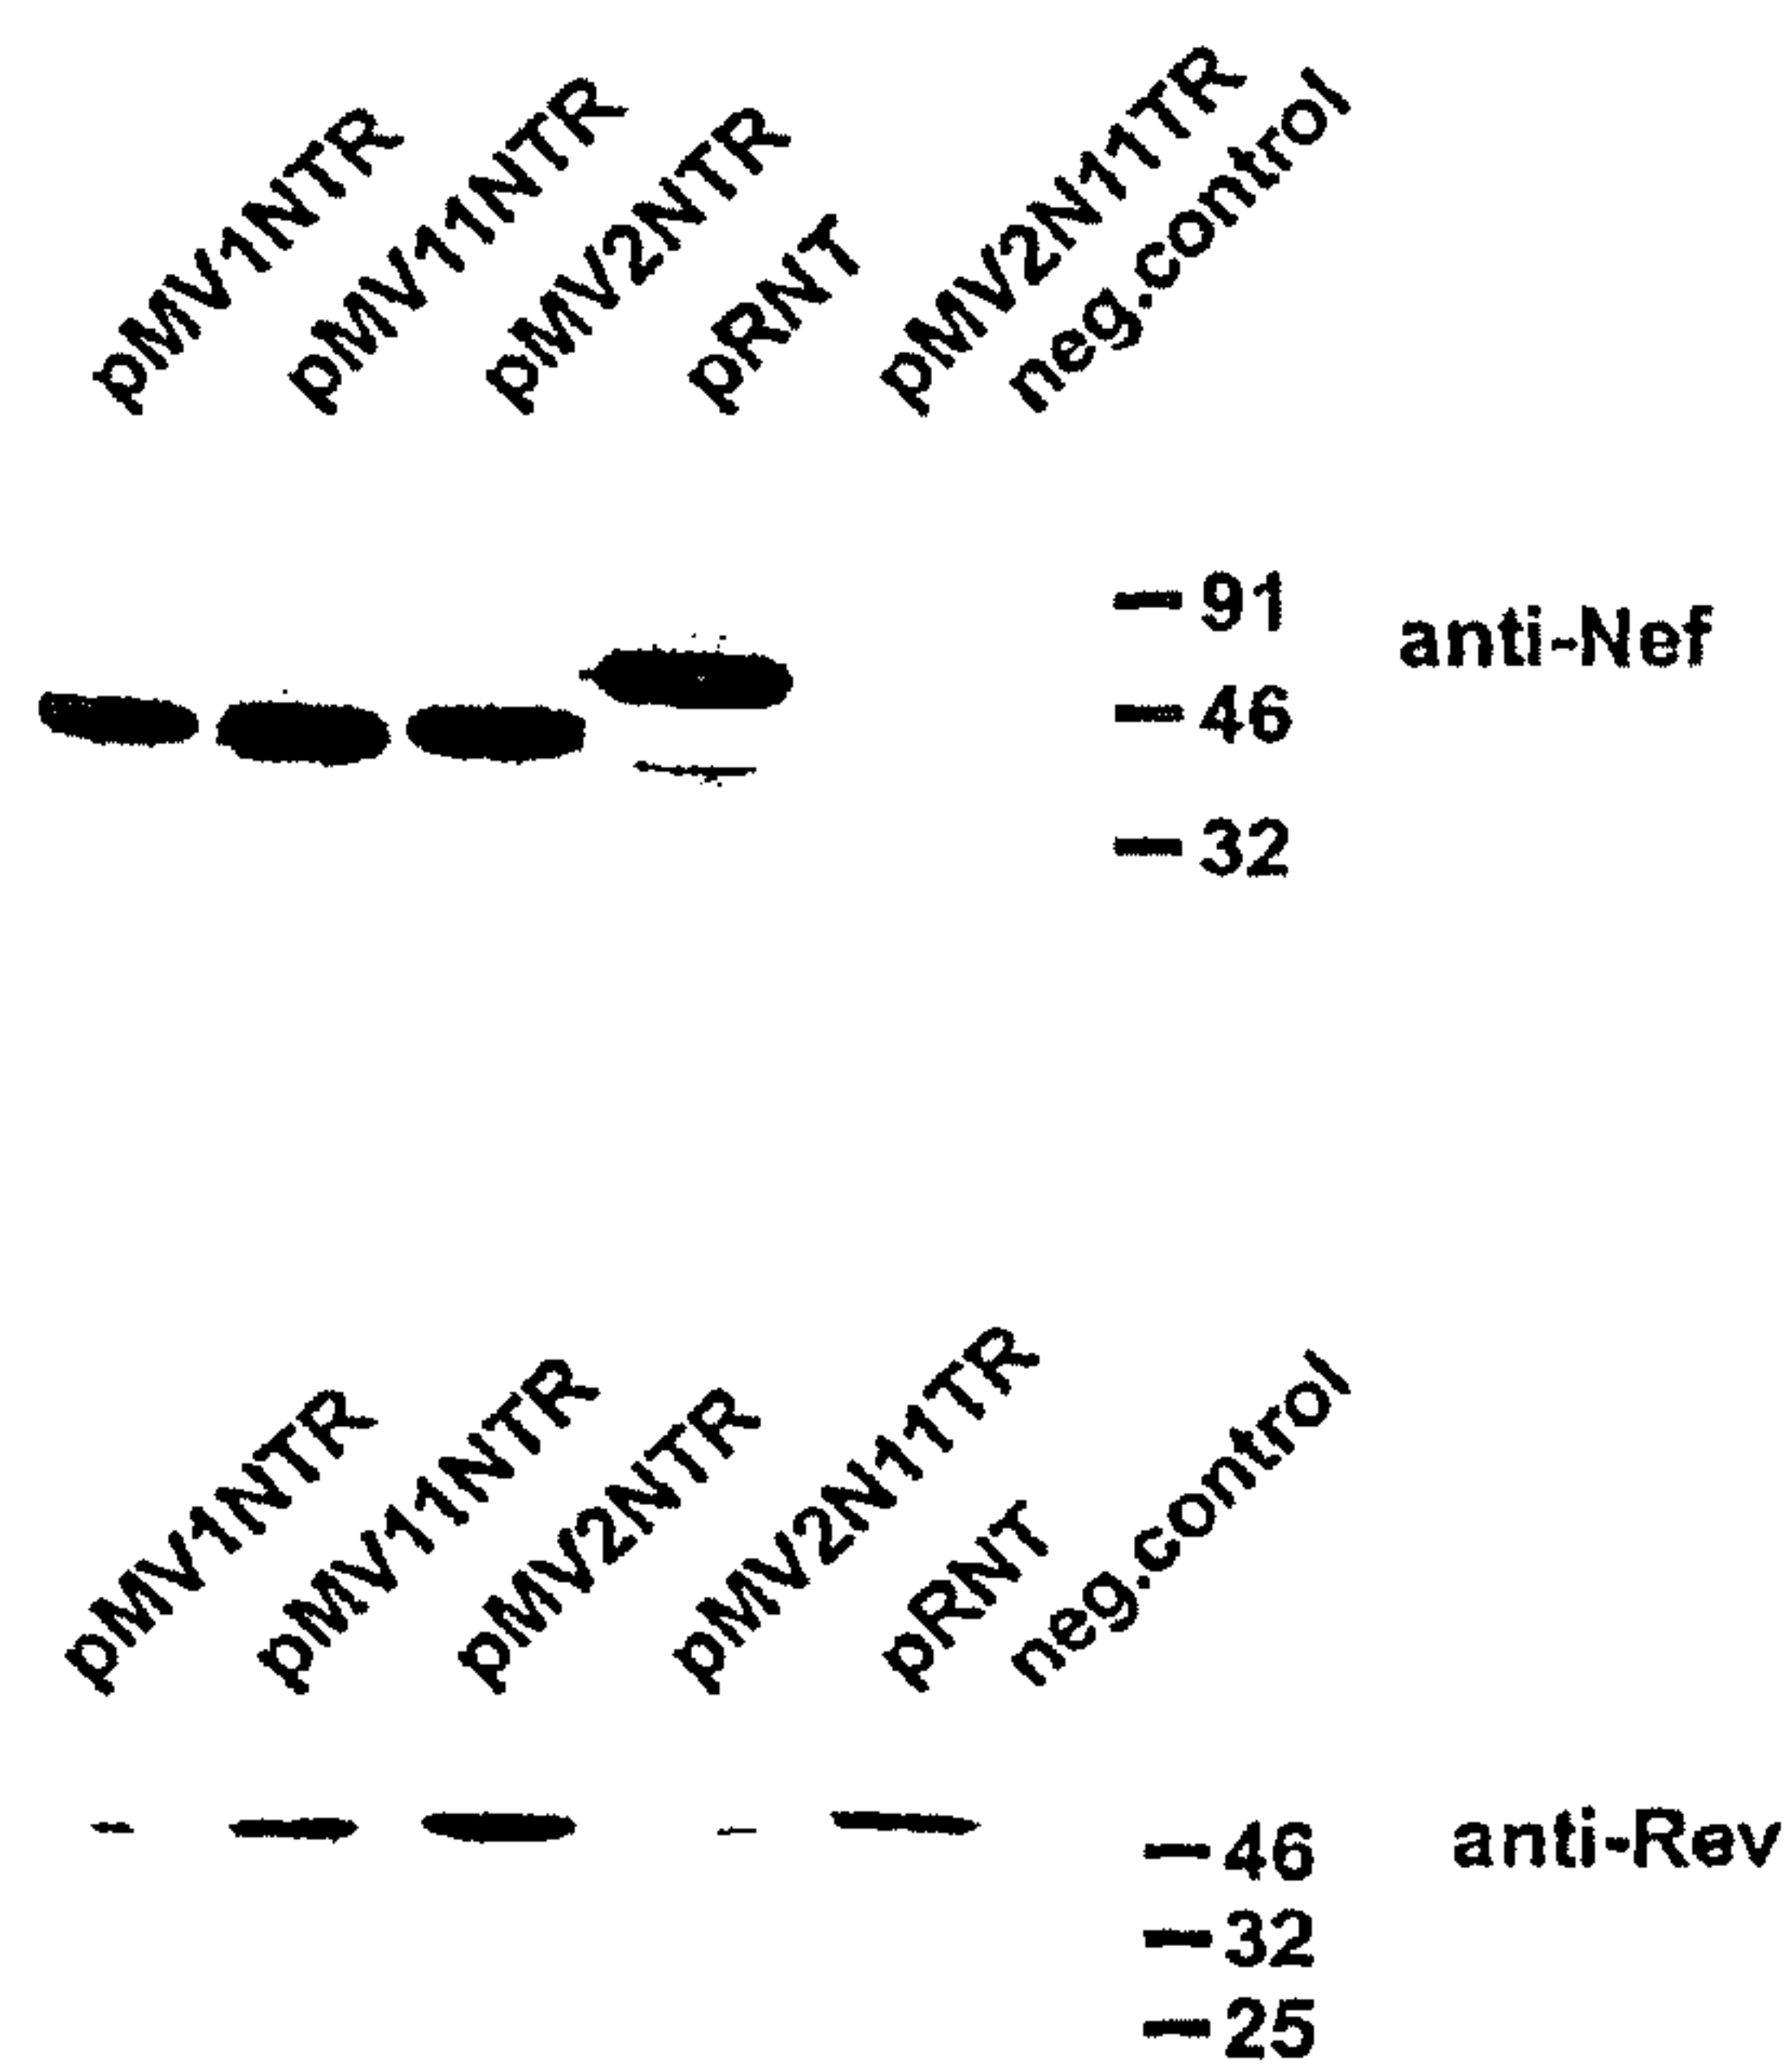 pMV1NTR
pMV11NTR
pMV2NTR
pRNT
pMV2N11TR
neg.control
91
anti-Nef
46
32
pMV1NTR
pMV11NTR
pMV2NTR
pMV2N11TR
pRNT
neg.control
46
anti-Rev
32
25